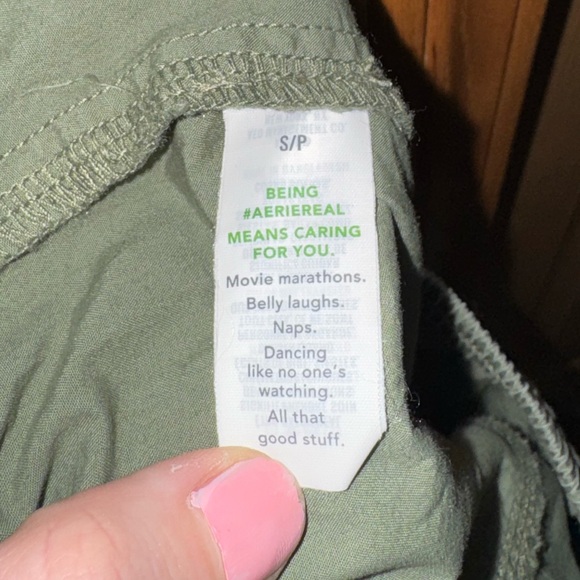 S/P
BEING
#AERIEREAL
MEANS CARING
FOR YOU.
Movie marathons.
Belly laughs.
Naps.
Dancing
like no one's
watching.
All that
good stuff.